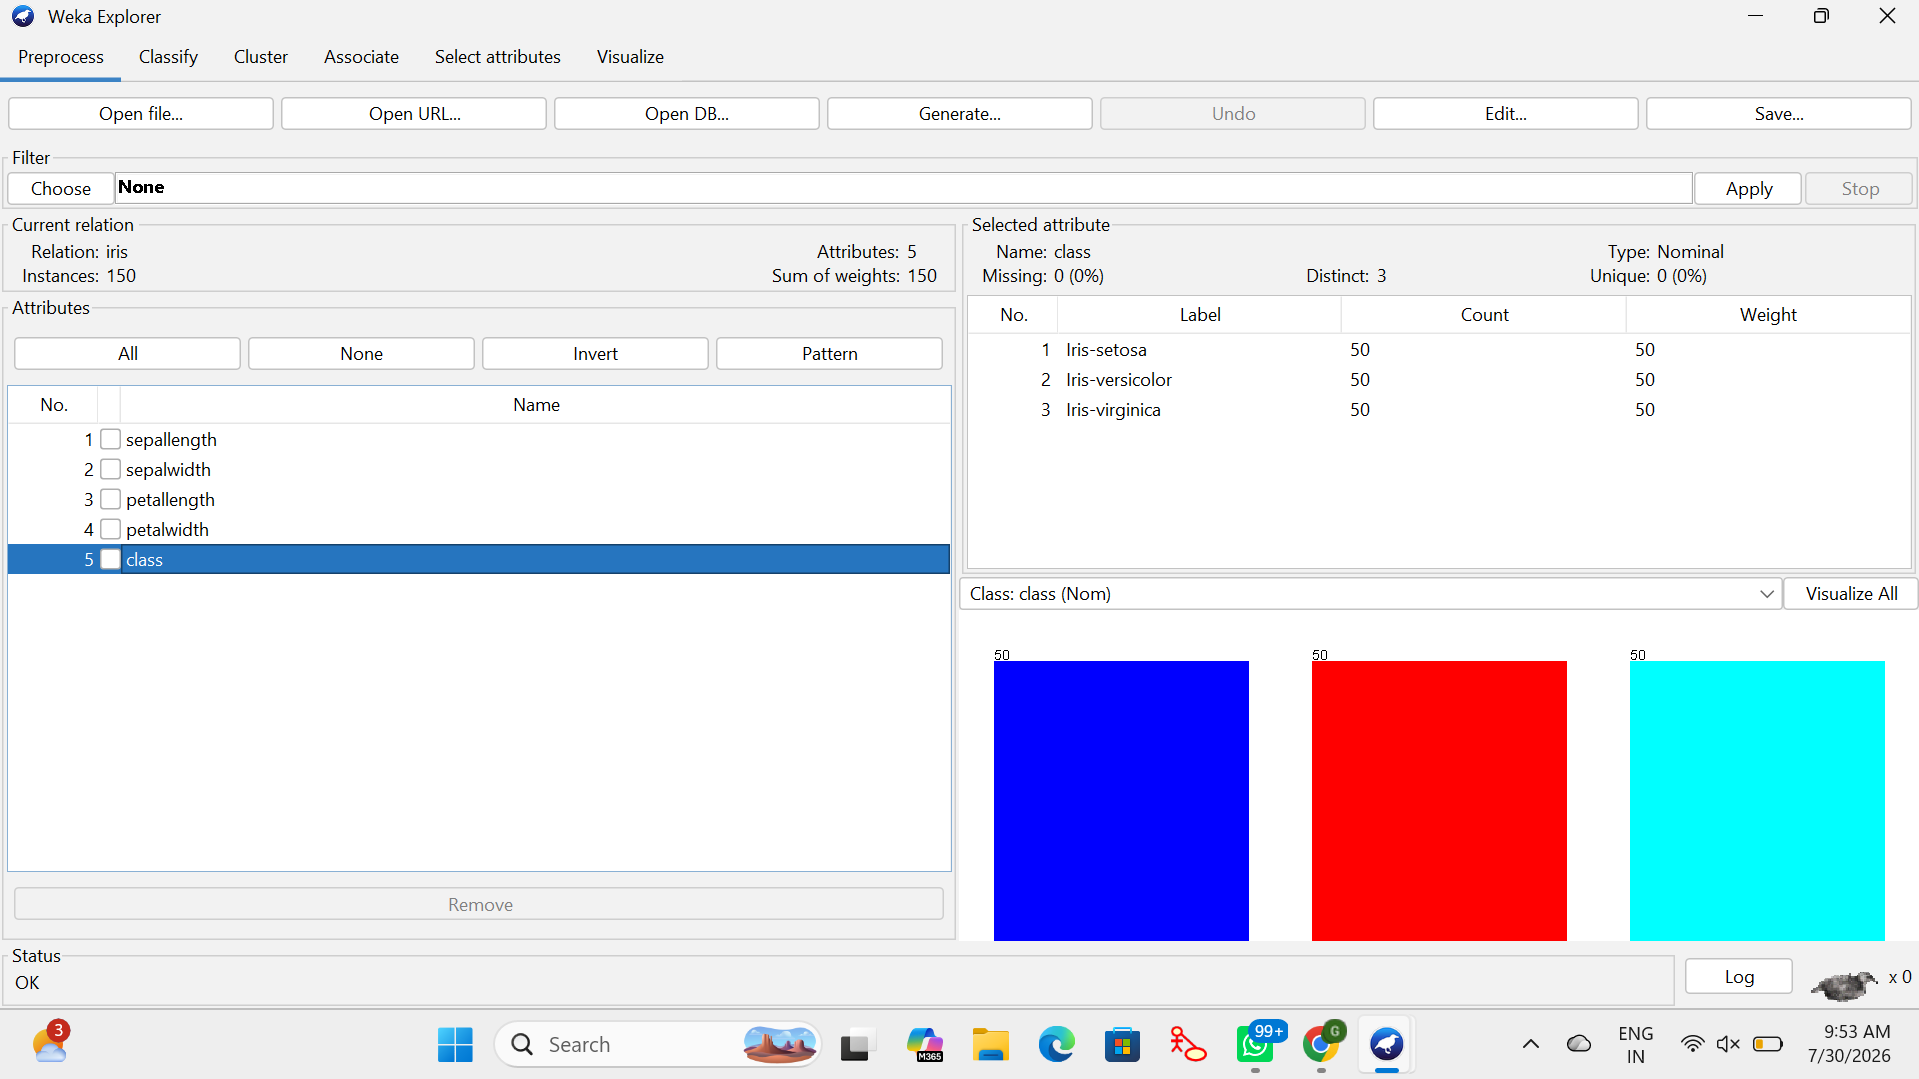 Weka Explorer
Preprocess Classify Cluster Associate Select attributes Visualize
Open file... Open URL... Open DB... Generate... Undo Edit... Save...
Filter
Choose None Apply Stop
Current relation
Relation: iris Attributes: 5
Instances: 150 Sum of weights: 150
Attributes
All None Invert Pattern
No. Name
1 sepallength
2 sepalwidth
3 petallength
4 petalwidth
5 class
Remove
Selected attribute
Name: class Type: Nominal
Missing: 0 (0%) Distinct: 3 Unique: 0 (0%)
No. Label Count Weight
1 Iris-setosa 50 50
2 Iris-versicolor 50 50
3 Iris-virginica 50 50
Class: class (Nom) Visualize All
50 50 50
Status
OK
Log x 0
3
Search
M365
99+
G
ENG
IN
9:53 AM
7/30/2026